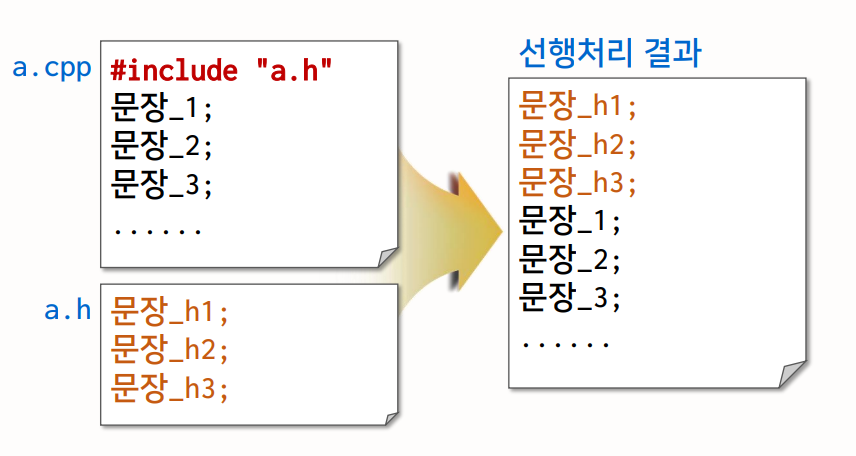 a.cpp
#include "a.h"
문장_1;
문장_2;
문장_3;
......
a.h
문장_h1;
문장_h2;
문장_h3;
선행처리 결과
문장_h1;
문장_h2;
문장_h3;
문장_1;
문장_2;
문장_3;
......